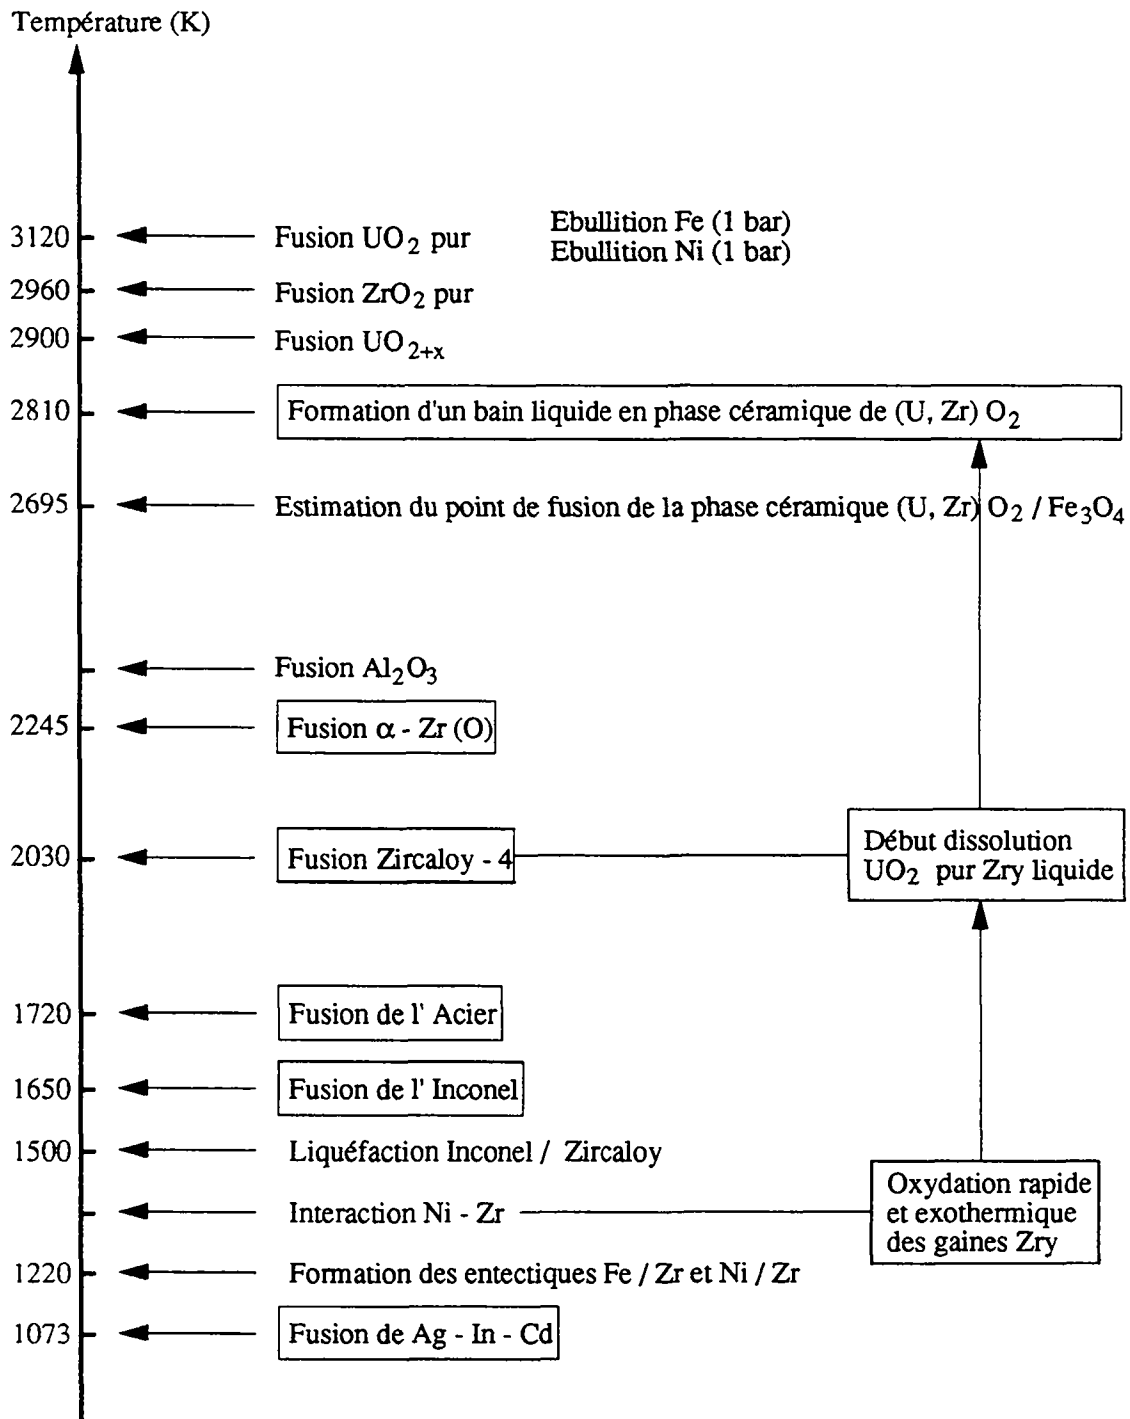 Température (K)
3120 Fusion UO2 pur Ebullition Fe (1 bar)
Ebullition Ni (1 bar)
2960 Fusion ZrO2 pur
2900 Fusion UO2+x
2810 Formation d'un bain liquide en phase céramique de (U, Zr) O2
2695 Estimation du point de fusion de la phase céramique (U, Zr) O2 / Fe3O4
Fusion Al2O3
2245 Fusion α - Zr (O)
2030 Fusion Zircaloy - 4
Début dissolution
UO2 pur Zry liquide
1720 Fusion de l' Acier
1650 Fusion de l' Inconel
1500 Liquéfaction Inconel / Zircaloy
Interaction Ni - Zr
Oxydation rapide
et exothermique
des gaines Zry
1220 Formation des entectiques Fe / Zr et Ni / Zr
1073 Fusion de Ag - In - Cd